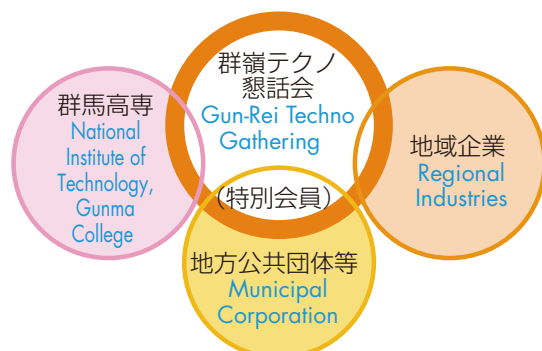 群嶺テクノ
懇話会
Gun-Rei Techno
Gathering
群馬高専
National
Institute of
Technology,
Gunma
College
地域企業
Regional
Industries
(特別会員)
地方公共団体等
Municipal
Corporation